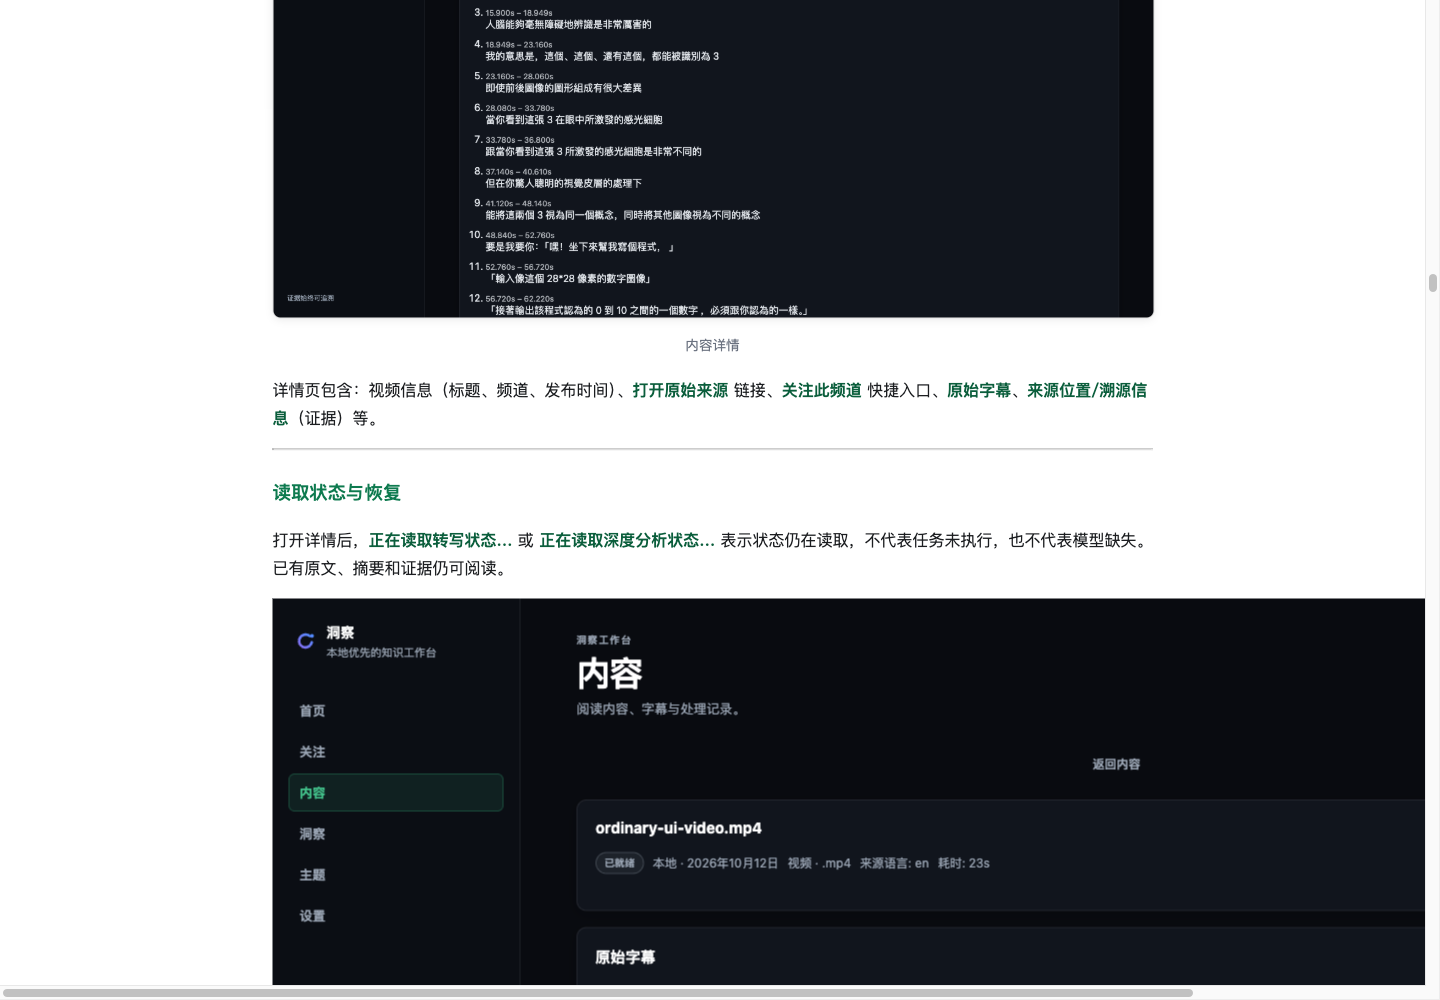 3. 15.900s – 18.949s
人腦能夠毫無障礙地辨識是非常厲害的
4. 18.949s – 23.160s
我的意思是，這個、這個、還有這個，都能被識別為 3
5. 23.160s – 28.060s
即使前後圖像的圖形組成有很大差異
6. 28.080s – 33.780s
當你看到這張 3 在眼中所激發的感光細胞
7. 33.780s – 36.800s
跟當你看到這張 3 所激發的感光細胞是非常不同的
8. 37.140s – 40.610s
但在你驚人聰明的視覺皮層的處理下
9. 41.120s – 48.140s
能將這兩個 3 視為同一個概念，同時將其他圖像視為不同的概念
10. 48.840s – 52.760s
要是我要你：「嘿！坐下來幫我寫個程式， 」
11. 52.760s – 56.720s
「輸入像這個 28*28 像素的數字圖像」
12. 56.720s – 62.220s
「接著輸出該程式認為的 0 到 10 之間的一個數字 ，必須跟你認為的一樣。」
证据始终可追溯
内容详情
详情页包含：视频信息（标题、频道、发布时间）、打开原始来源 链接、关注此频道 快捷入口、原始字幕、来源位置/溯源信
息（证据）等。
读取状态与恢复
打开详情后，正在读取转写状态... 或 正在读取深度分析状态... 表示状态仍在读取，不代表任务未执行，也不代表模型缺失。
已有原文、摘要和证据仍可阅读。
洞察
本地优先的知识工作台
首页
关注
内容
洞察
主题
设置
洞察工作台
内容
阅读内容、字幕与处理记录。
返回内容
ordinary-ui-video.mp4
已就绪 本地 · 2026年10月12日 视频 · .mp4 来源语言: en 耗时: 23s
原始字幕